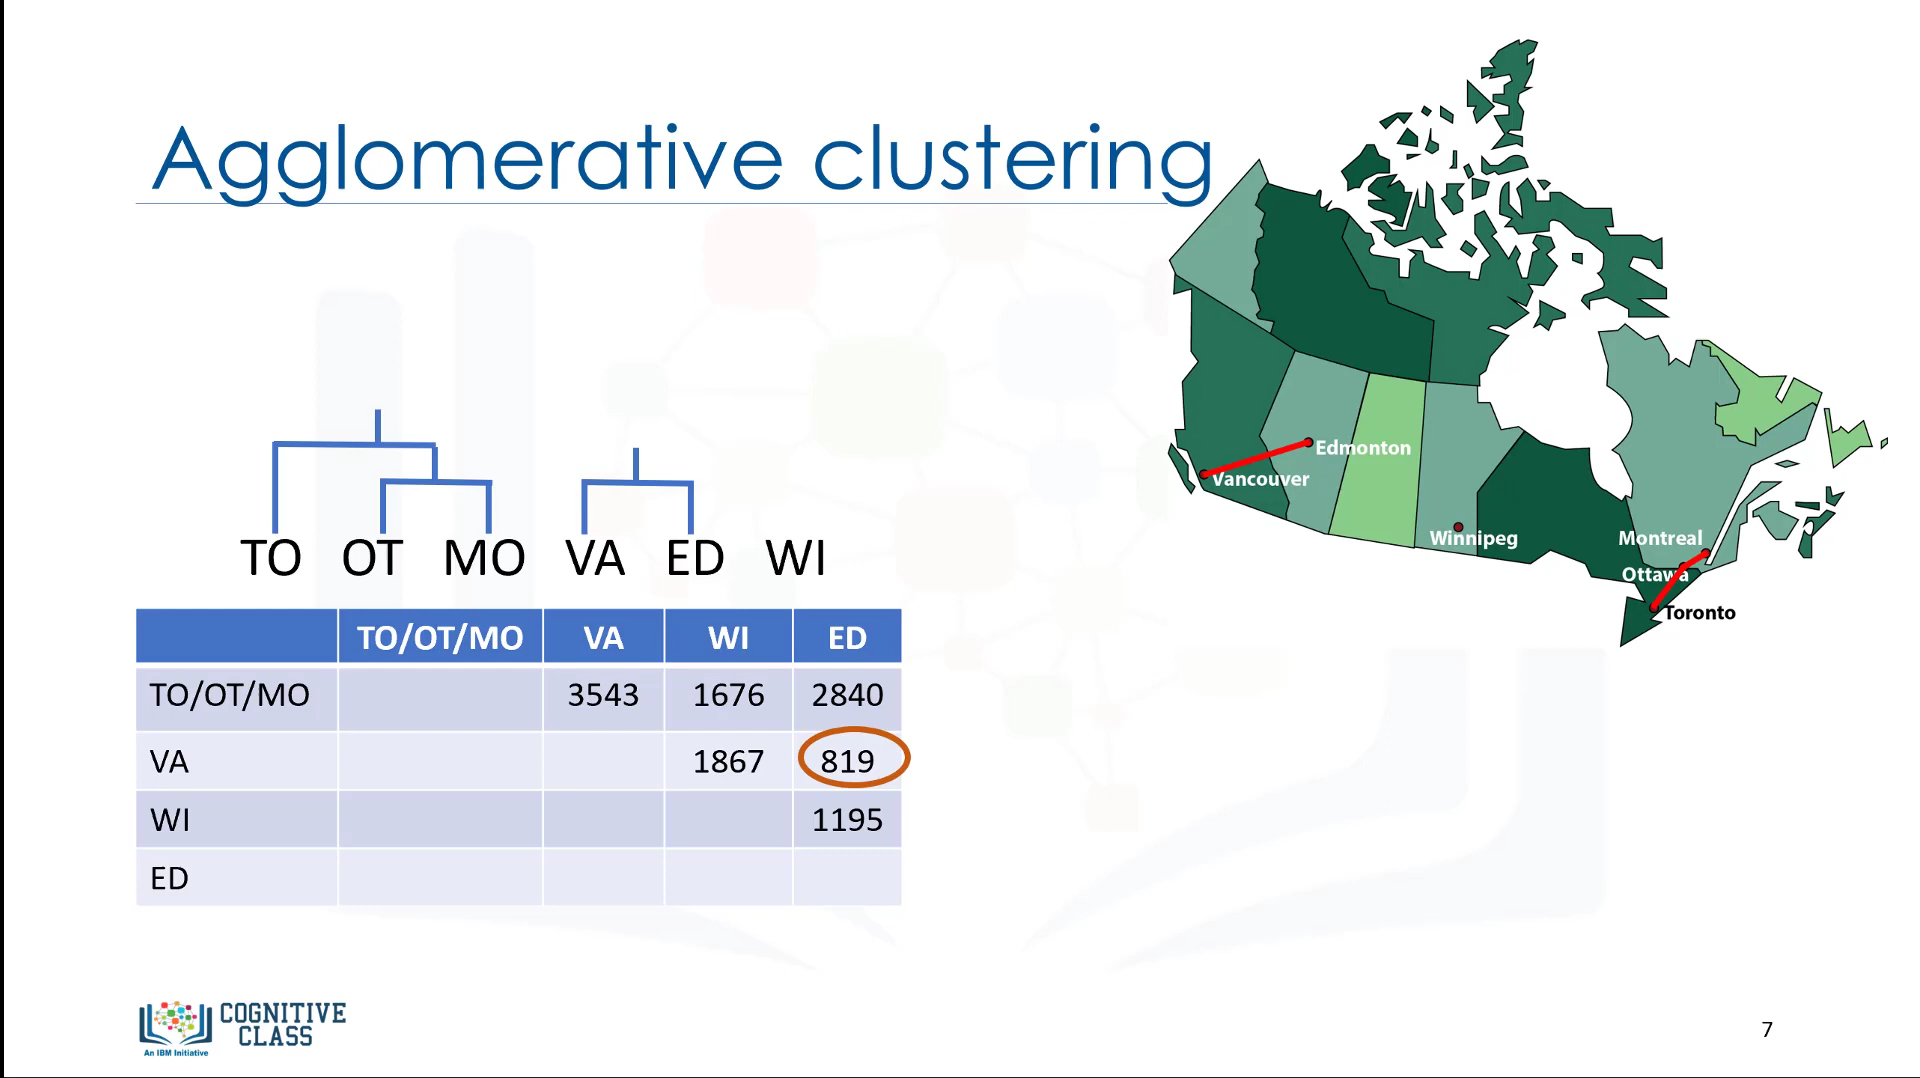 Agglomerative clustering
Edmonton
Vancouver
Winnipeg
Montreal
Ottawa
Toronto
TO OT MO VA ED WI
TO/OT/MO VA WI ED
TO/OT/MO 3543 1676 2840
VA 1867 819
WI 1195
ED
COGNITIVE
CLASS
An IBM Initiative
7